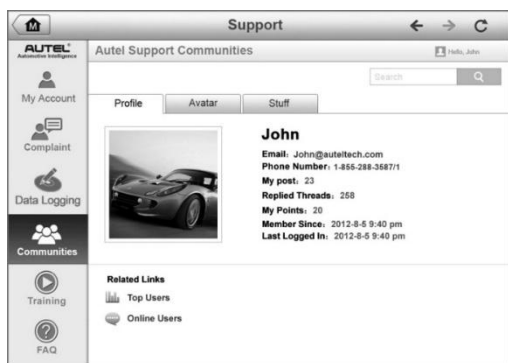 M
Support
AUTEL®
Automotive Intelligence
Autel Support Communities
Hello, John
Search
My Account
Profile
Avatar
Stuff
Complaint
John
Email: John@auteltech.com
Phone Number: 1-855-288-3587/1
My post: 23
Replied Threads: 258
My Points: 20
Member Since: 2012-8-5 9:40 pm
Last Logged In: 2012-8-5 9:40 pm
Data Logging
Communities
Related Links
Top Users
Online Users
Training
FAQ